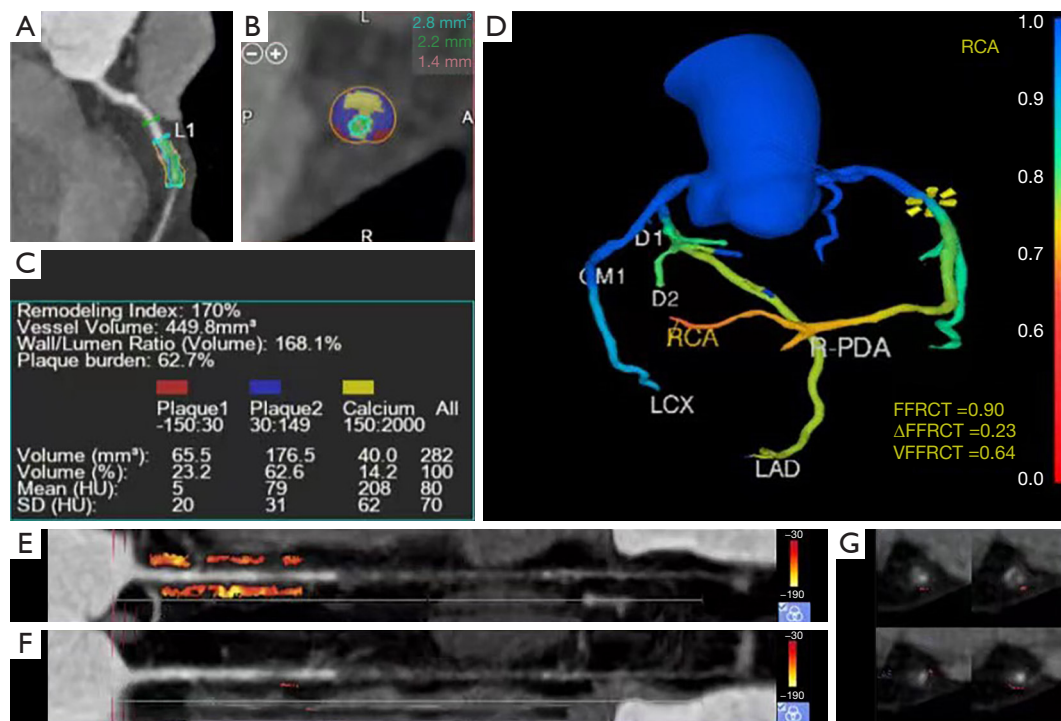 A
L1
B
L
2.8 mm²
2.2 mm
1.4 mm
P
A
R
C
Remodeling Index: 170%
Vessel Volume: 449.8mm³
Wall/Lumen Ratio (Volume): 168.1%
Plaque burden: 62.7%
Plaque1 Plaque2 Calcium All
-150:30 30:149 150:2000
Volume (mm³): 65.5 176.5 40.0 282
Volume (%): 23.2 62.6 14.2 100
Mean (HU): 5 79 208 80
SD (HU): 20 31 62 70
D
1.0
RCA
0.9
0.8
0.7
0.6
0.0
D1
OM1
D2
RCA
R-PDA
LCX
LAD
FFRCT =0.90
ΔFFRCT =0.23
VFFRCT =0.64
E
-30
-190
F
-30
-190
G